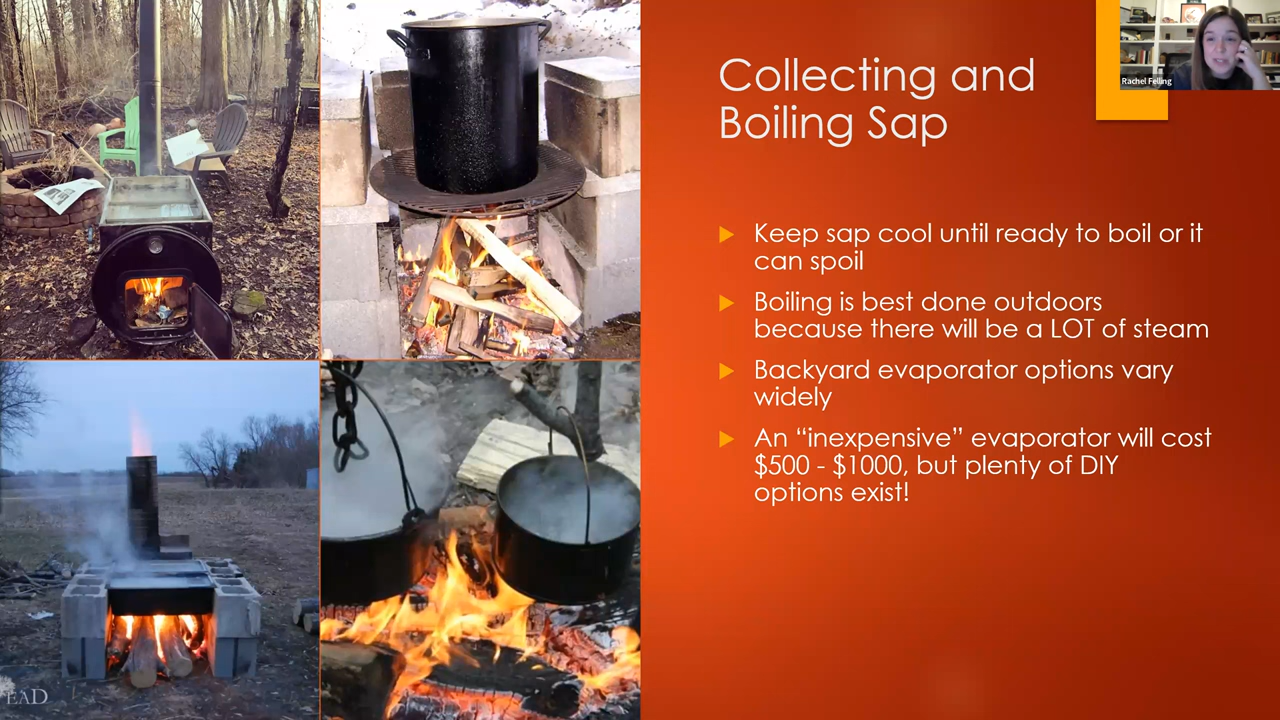 Collecting and
Boiling Sap
Rachel Felling
Keep sap cool until ready to boil or it
can spoil
Boiling is best done outdoors
because there will be a LOT of steam
Backyard evaporator options vary
widely
An “inexpensive” evaporator will cost
$500 - $1000, but plenty of DIY
options exist!
EAD